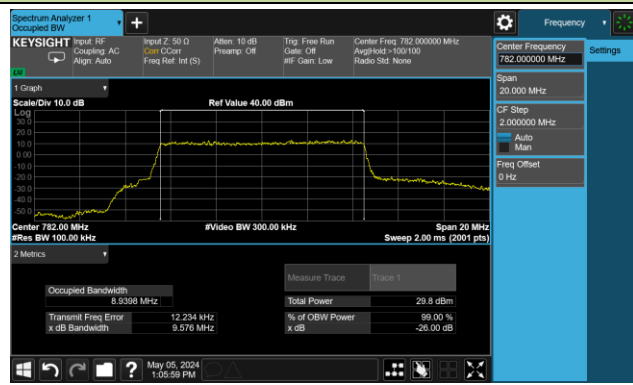 Spectrum Analyzer 1
Occupied BW
Frequency
KEYSIGHT
Input: RF
Coupling: AC
Align: Auto
Input Z: 50 Ω
Corr CCorr
Freq Ref: Int (S)
Atten: 10 dB
Preamp: Off
Trig: Free Run
Gate: Off
#IF Gain: Low
Center Freq: 782.000000 MHz
Avg|Hold:>100/100
Radio Std: None
Center Frequency
782.000000 MHz
Settings
Span
20.000 MHz
CF Step
2.000000 MHz
Auto
Man
Freq Offset
0 Hz
1 Graph
Scale/Div 10.0 dB
Ref Value 40.00 dBm
Log
30.0
20.0
10.0
0.00
-10.0
-20.0
-30.0
-40.0
-50.0
Center 782.00 MHz
#Video BW 300.00 kHz
Span 20 MHz
#Res BW 100.00 kHz
Sweep 2.00 ms (2001 pts)
2 Metrics
Measure Trace
Trace 1
Occupied Bandwidth
8.9398 MHz
Total Power
29.8 dBm
Transmit Freq Error
12.234 kHz
% of OBW Power
99.00 %
x dB Bandwidth
9.576 MHz
x dB
-26.00 dB
?
May 05, 2024
1:05:59 PM